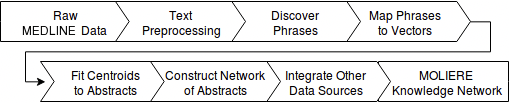 Raw
MEDLINE Data
Text
Preprocessing
Discover
Phrases
Map Phrases
to Vectors
Fit Centroids
to Abstracts
Construct Network
of Abstracts
Integrate Other
Data Sources
MOLIERE
Knowledge Network